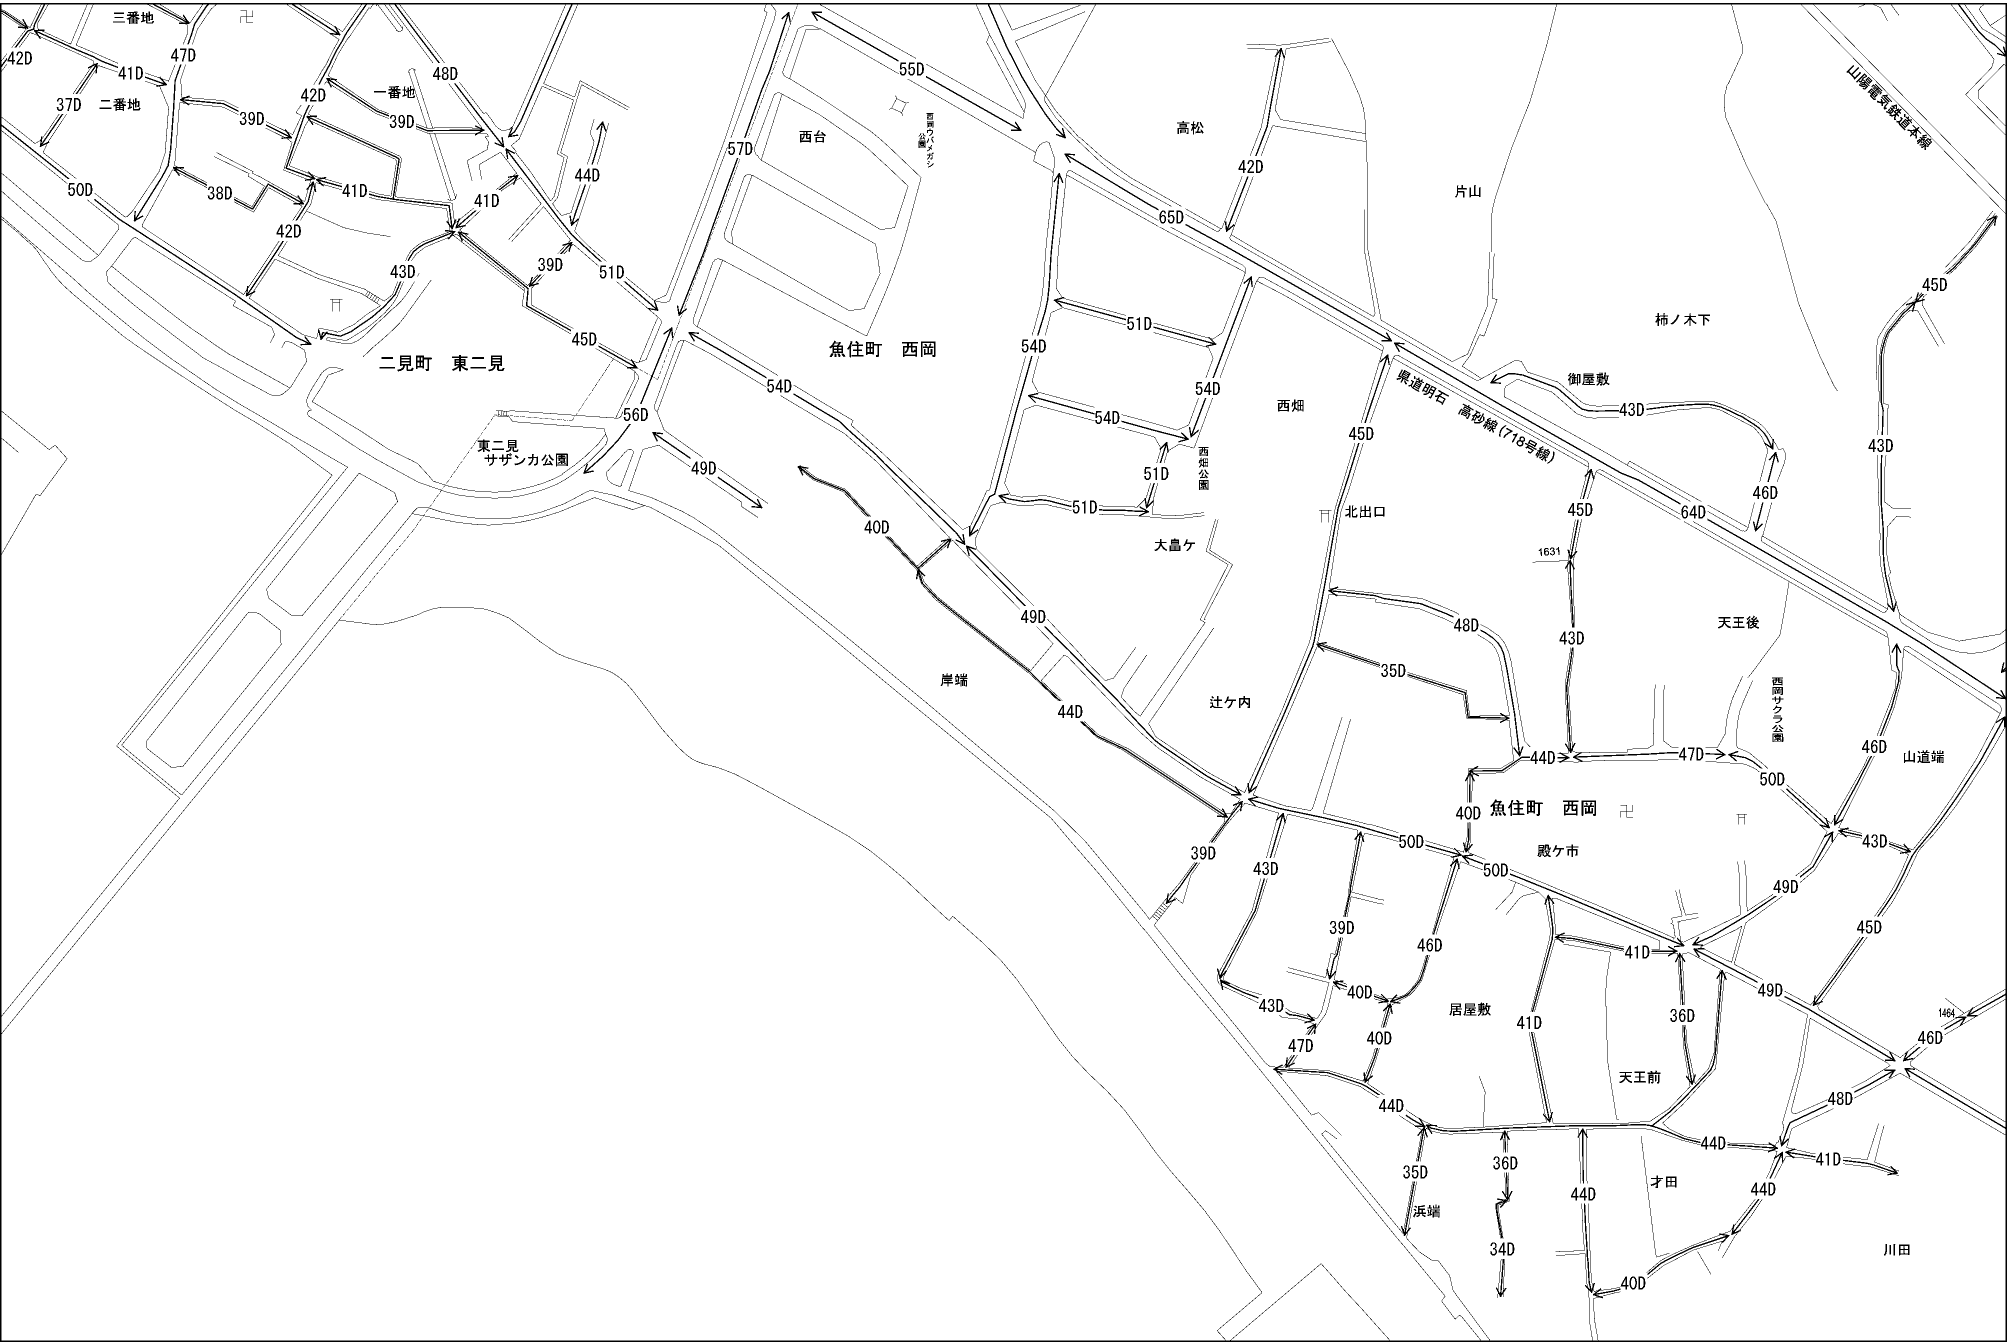 三番地
42D
47D
41D
37D
二番地
48D
一番地
42D
39D
39D
50D
38D
41D
42D
43D
44D
41D
39D
51D
45D
57D
55D
西台
西岡ウバメガシ
公園
高松
42D
片山
65D
山陽電気鉄道本線
45D
柿ノ木下
二見町 東二見
魚住町 西岡
54D
56D
東二見
サザンカ公園
49D
51D
54D
54D
54D
51D
西畑公園
51D
西畑
45D
県道明石 高砂線(718号線)
御屋敷
43D
43D
46D
64D
45D
北出口
大畠ケ
1631
40D
49D
48D
43D
天王後
35D
岸端
辻ケ内
44D
西岡サクラ公園
44D
47D
50D
46D
山道端
魚住町 西岡
40D
殿ケ市
50D
50D
43D
39D
43D
49D
39D
46D
41D
45D
40D
43D
居屋敷
41D
36D
49D
1464
46D
47D
40D
天王前
44D
48D
44D
41D
35D
36D
44D
才田
44D
浜端
34D
40D
川田